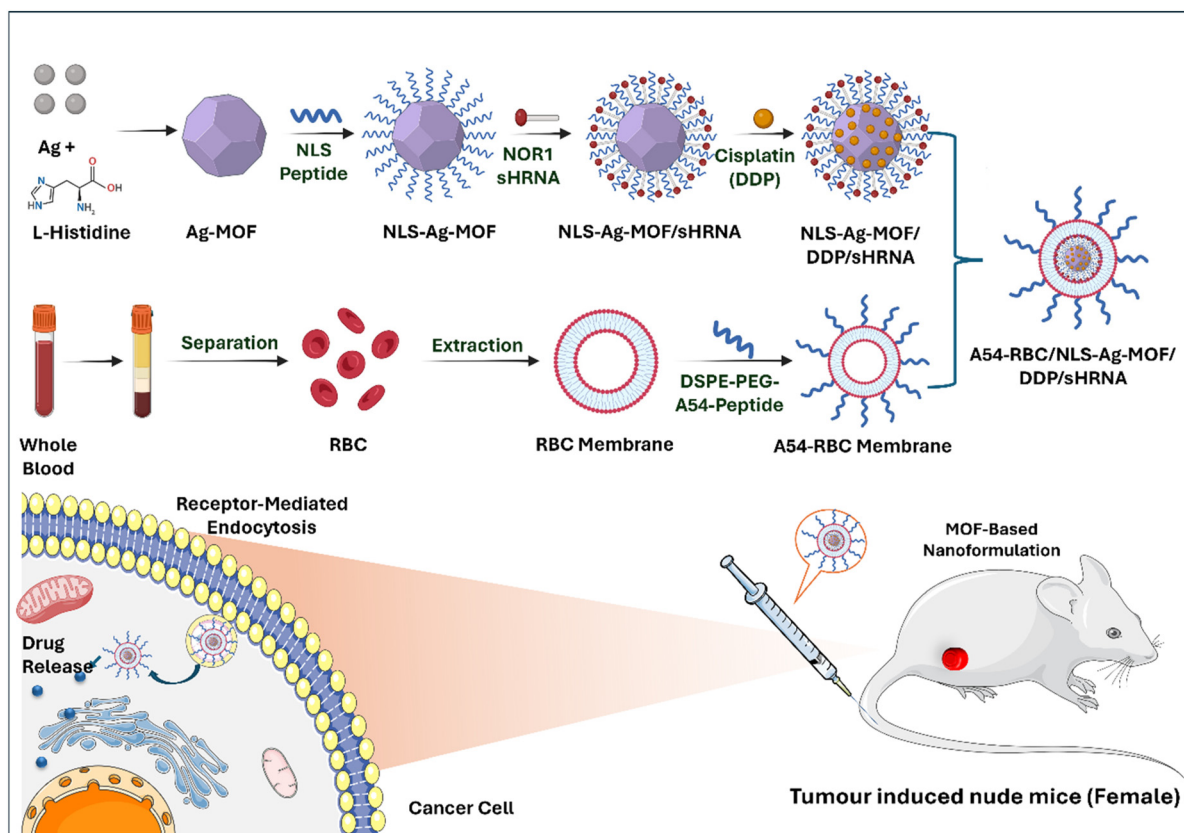 Ag +
L-Histidine
OH
NH₂
N
HN
O
Ag-MOF
NLS
Peptide
NLS-Ag-MOF
NOR1
sHRNA
NLS-Ag-MOF/sHRNA
Cisplatin
(DDP)
NLS-Ag-MOF/
DDP/sHRNA
A54-RBC/NLS-Ag-MOF/
DDP/sHRNA
Whole
Blood
Separation
RBC
Extraction
RBC Membrane
DSPE-PEG-
A54-Peptide
A54-RBC Membrane
Receptor-Mediated
Endocytosis
Drug
Release
Cancer Cell
MOF-Based
Nanoformulation
Tumour induced nude mice (Female)